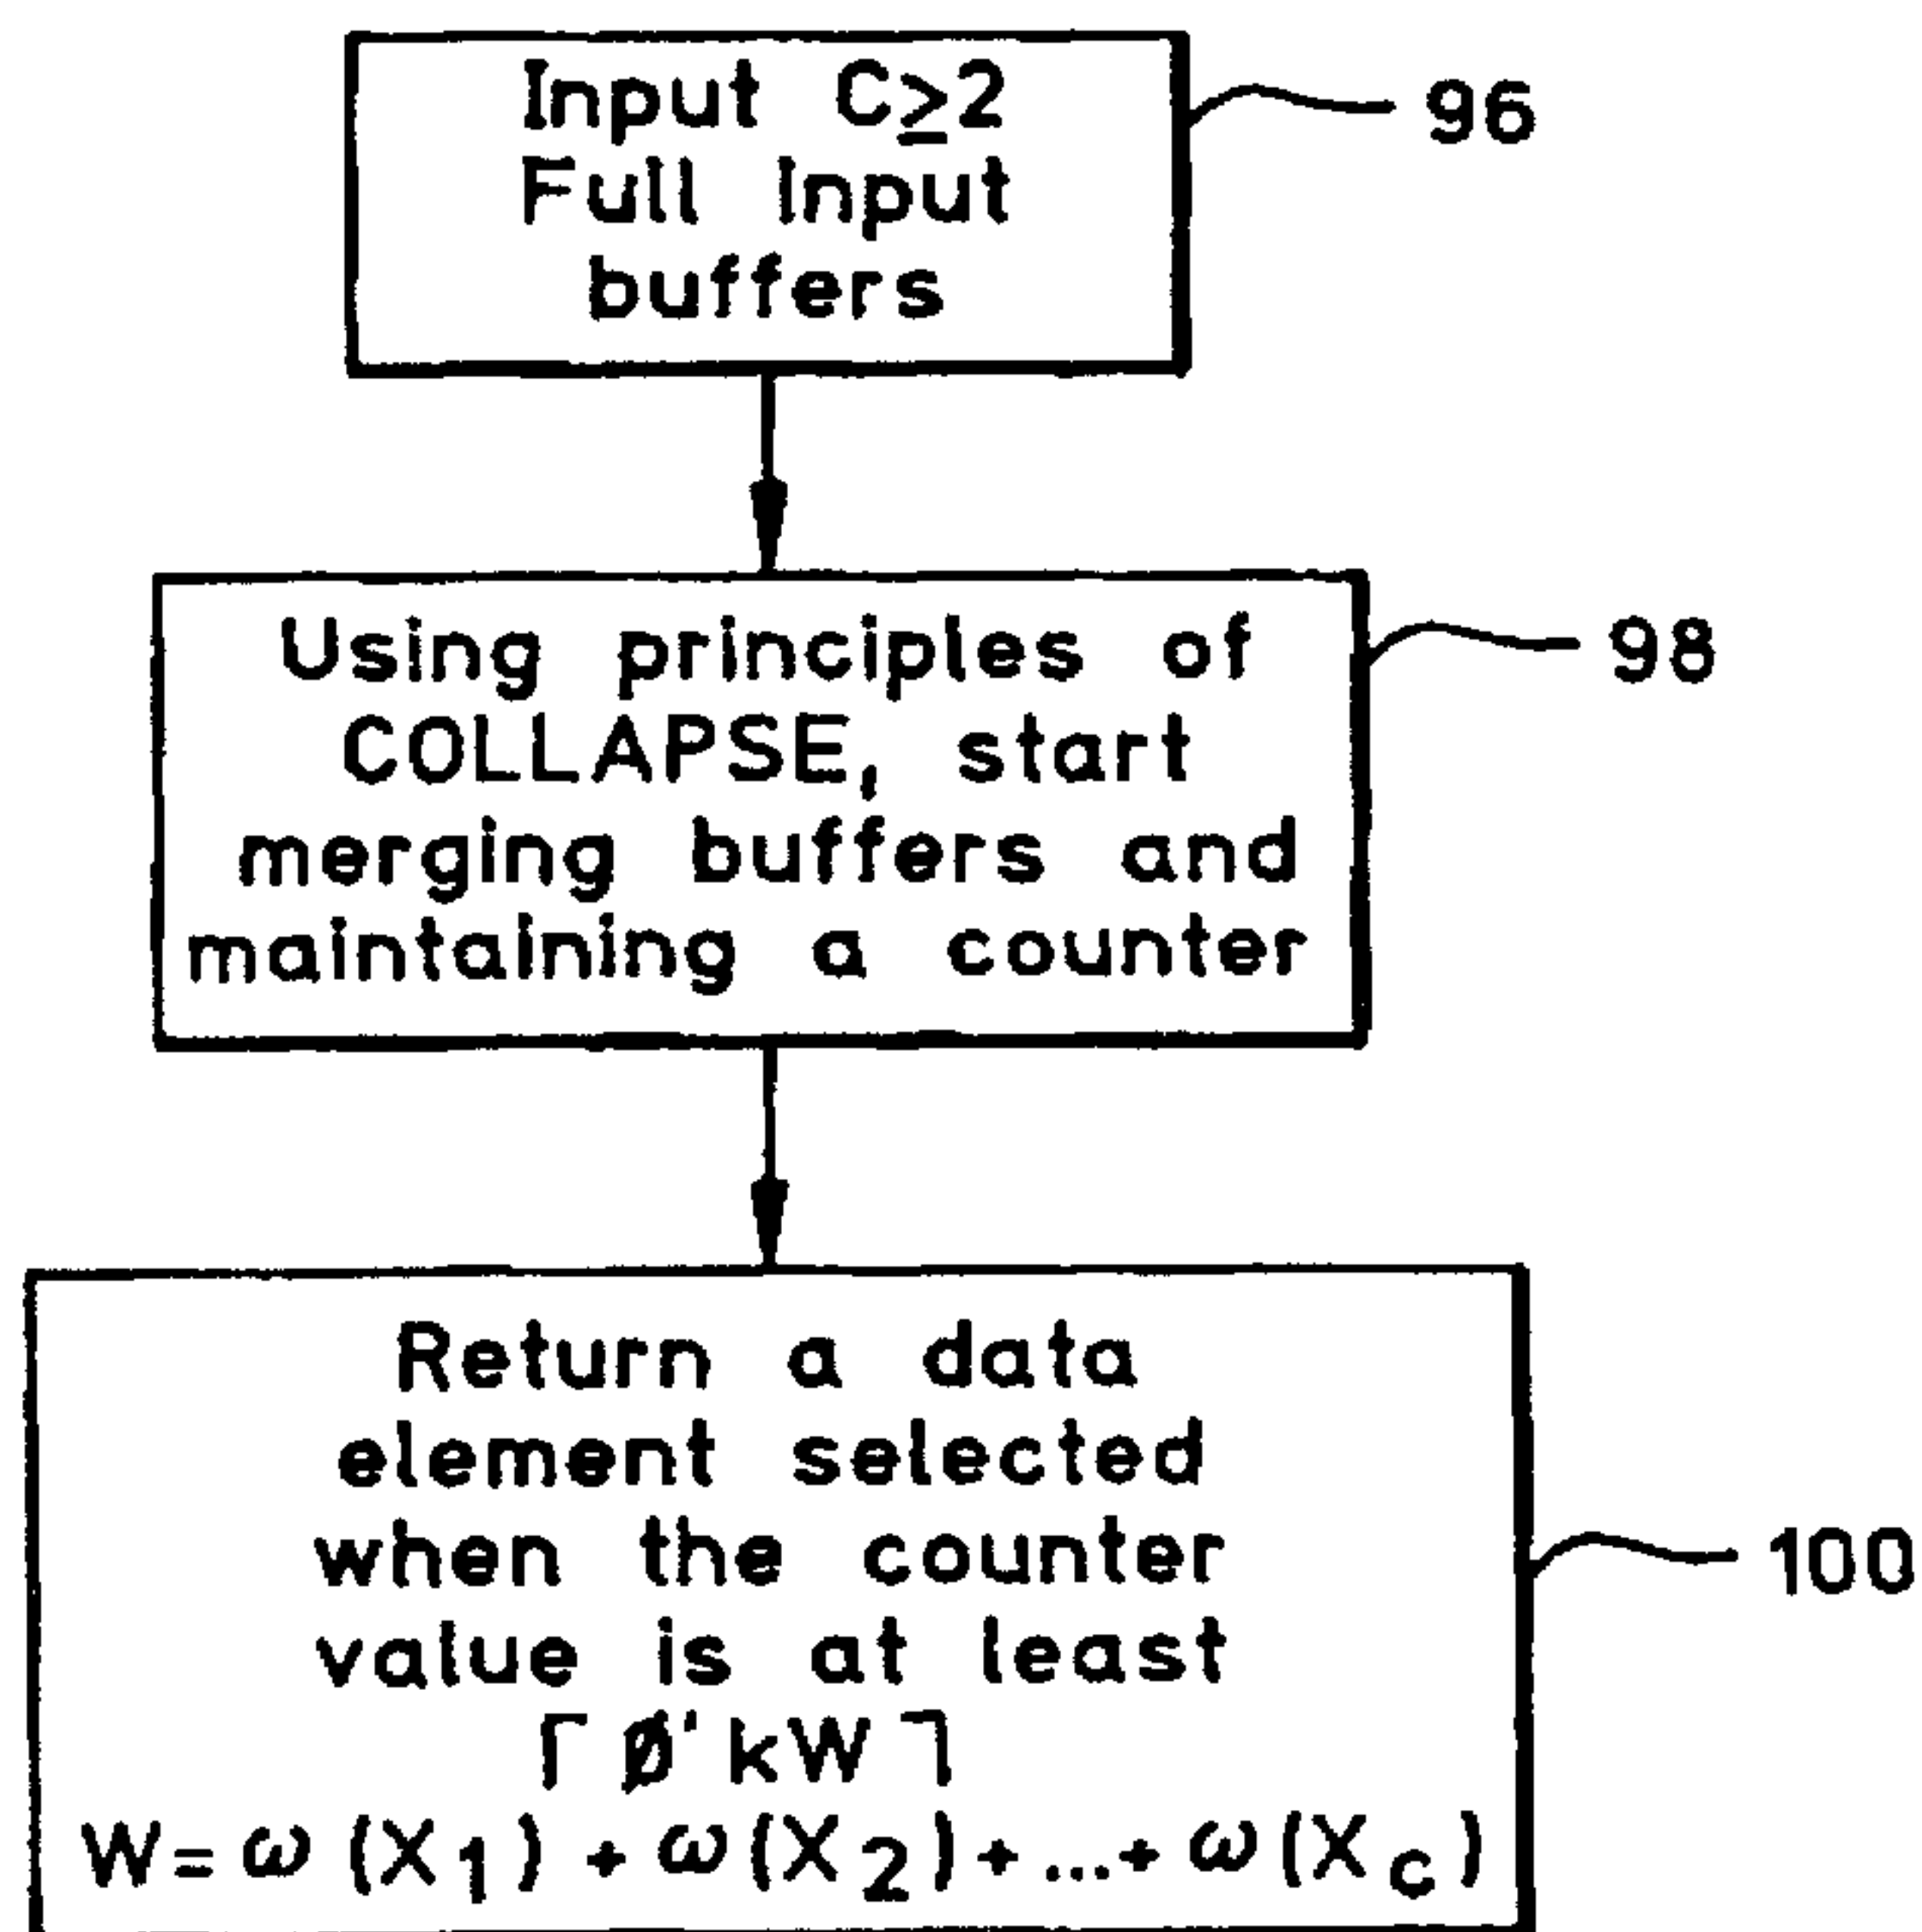 Input C≥2
Full Input
buffers
96
Using principles of
COLLAPSE, start
merging buffers and
maintaining a counter
98
Return a data
element selected
when the counter
value is at least
⌈ Ø' kW ⌉
W= ω (X₁) + ω (X₂) + ... + ω (X_c)
100